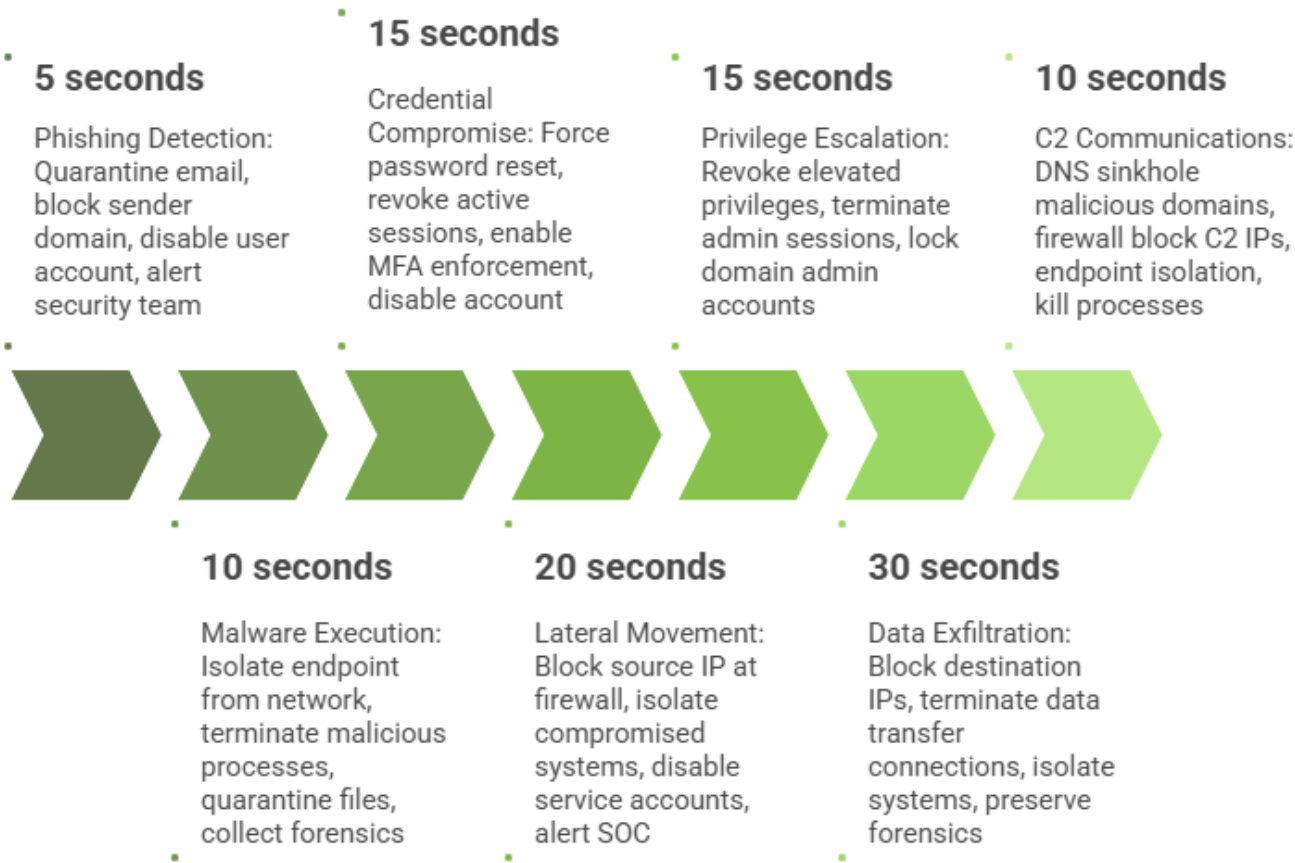 5 seconds
Phishing Detection:
Quarantine email,
block sender
domain, disable user
account, alert
security team
10 seconds
Malware Execution:
Isolate endpoint
from network,
terminate malicious
processes,
quarantine files,
collect forensics
15 seconds
Credential
Compromise: Force
password reset,
revoke active
sessions, enable
MFA enforcement,
disable account
20 seconds
Lateral Movement:
Block source IP at
firewall, isolate
compromised
systems, disable
service accounts,
alert SOC
15 seconds
Privilege Escalation:
Revoke elevated
privileges, terminate
admin sessions, lock
domain admin
accounts
30 seconds
Data Exfiltration:
Block destination
IPs, terminate data
transfer
connections, isolate
systems, preserve
forensics
10 seconds
C2 Communications:
DNS sinkhole
malicious domains,
firewall block C2 IPs,
endpoint isolation,
kill processes